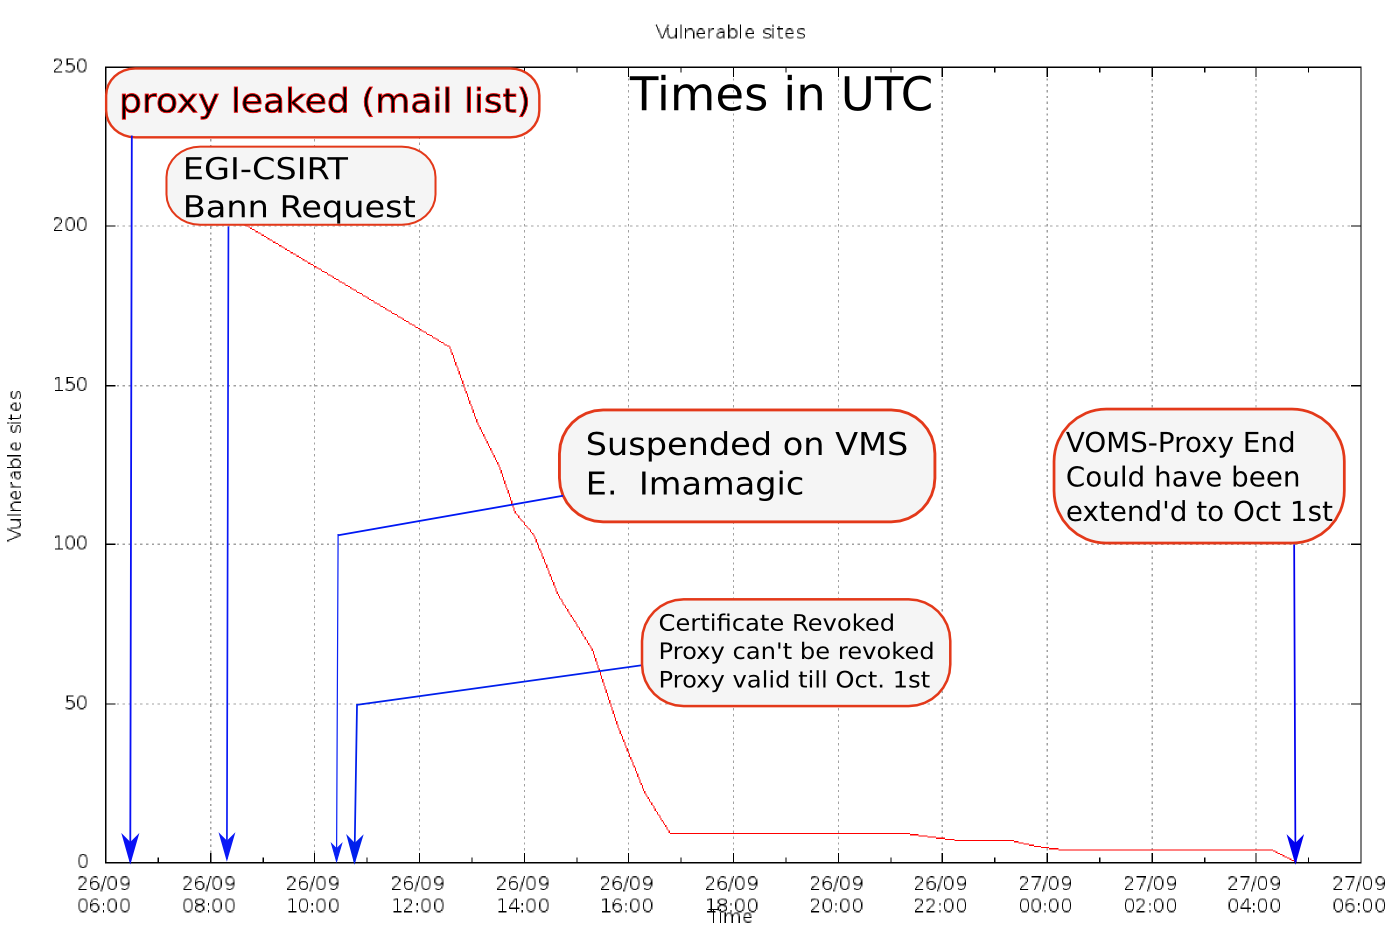 Vulnerable sites
250
proxy leaked (mail list)
Times in UTC
EGI-CSIRT
Bann Request
200
150
Suspended on VMS
E.  Imamagic
VOMS-Proxy End
Could have been
extend'd to Oct 1st
Vulnerable sites
100
Certificate Revoked
Proxy can't be revoked
Proxy valid till Oct. 1st
50
0
26/09 26/09 26/09 26/09 26/09 26/09 26/09 26/09 26/09 27/09 27/09 27/09 27/09
06:00 08:00 10:00 12:00 14:00 16:00 18:00 20:00 22:00 00:00 02:00 04:00 06:00
Time